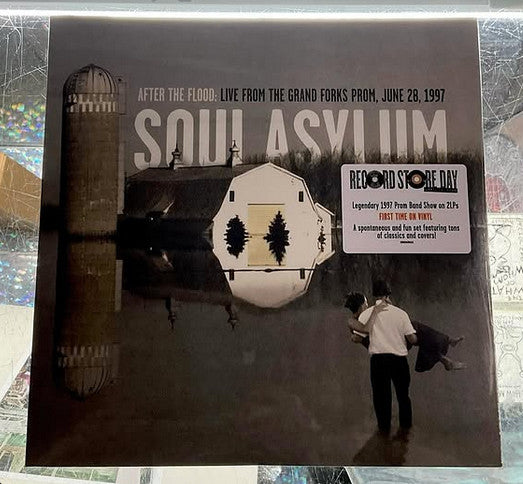 AFTER THE FLOOD: LIVE FROM THE GRAND FORKS PROM, JUNE 28, 1997
SOUL ASYLUM
RECORD STORE DAY
Legendary 1997 Prom Band Show on 2LPs
FIRST TIME ON VINYL
A spontaneous and fun set featuring tons
of classics and covers!